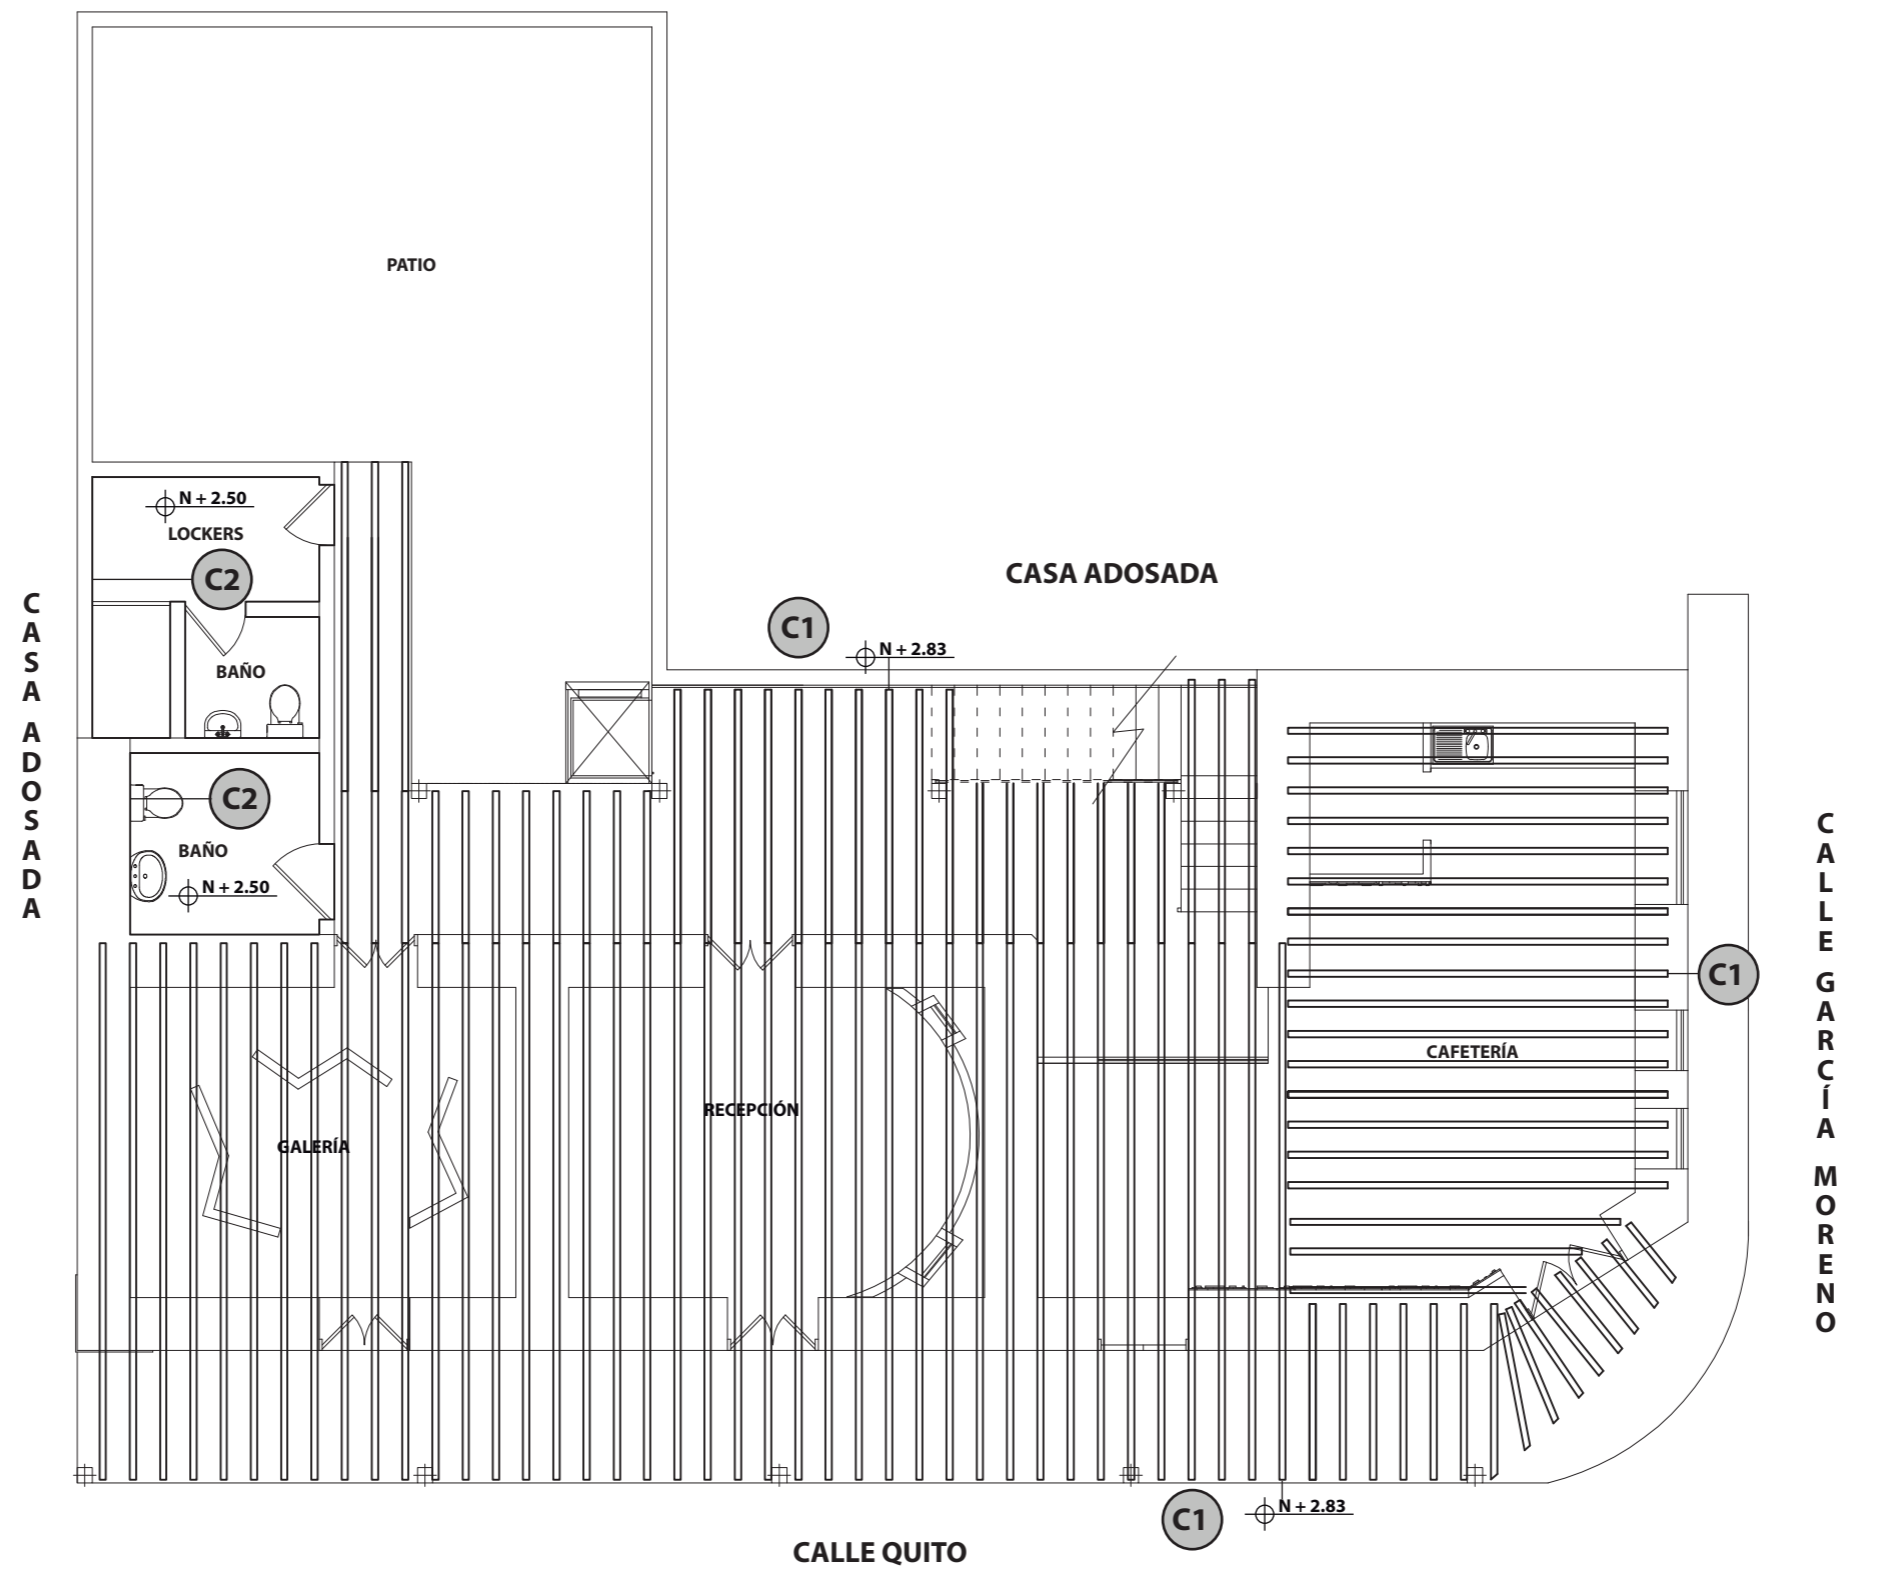 PATIO
N + 2.50
LOCKERS
C2
CASA ADOSADA
C1
N + 2.83
BAÑO
C2
BAÑO
N + 2.50
CASA ADOSADA
CALLE GARCÍA MORENO
C1
CAFETERÍA
RECEPCIÓN
GALERÍA
C1
N + 2.83
CALLE QUITO